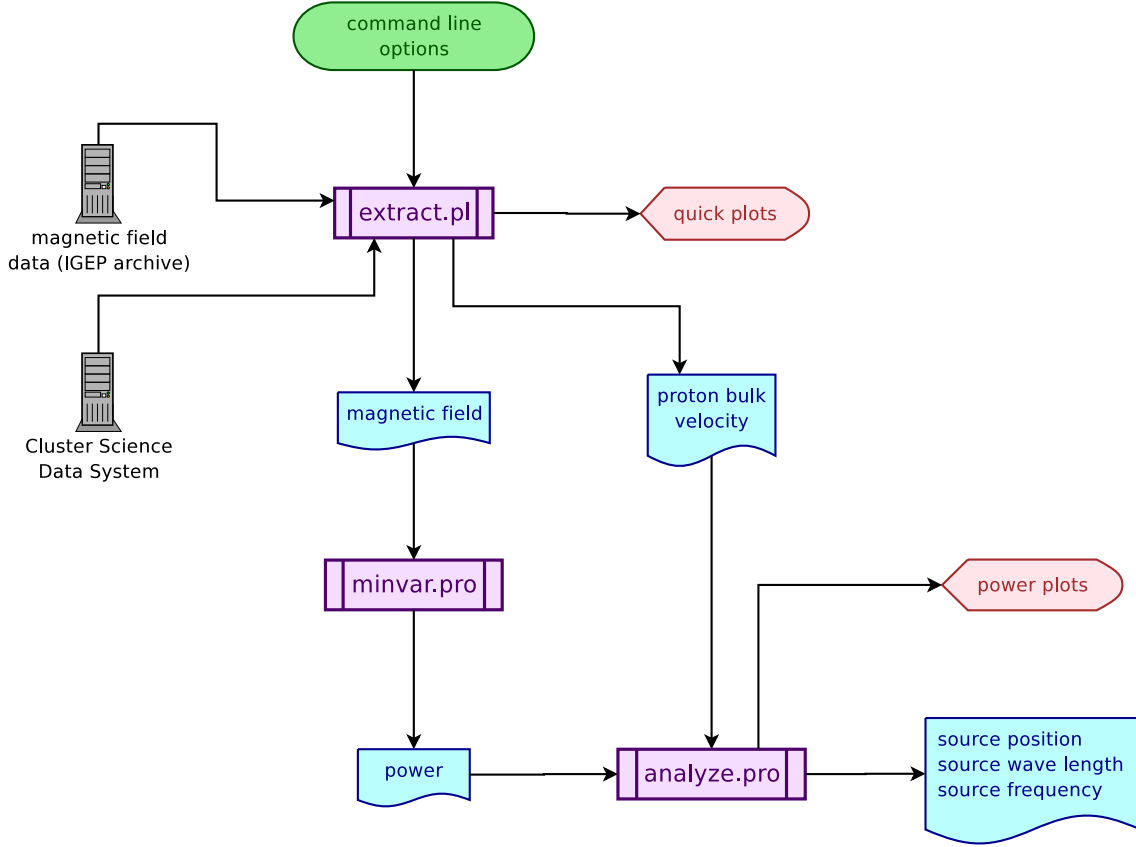 command line
options
extract.pl
quick plots
magnetic field
data (IGEP archive)
Cluster Science
Data System
magnetic field
proton bulk
velocity
minvar.pro
power plots
power
analyze.pro
source position
source wave length
source frequency